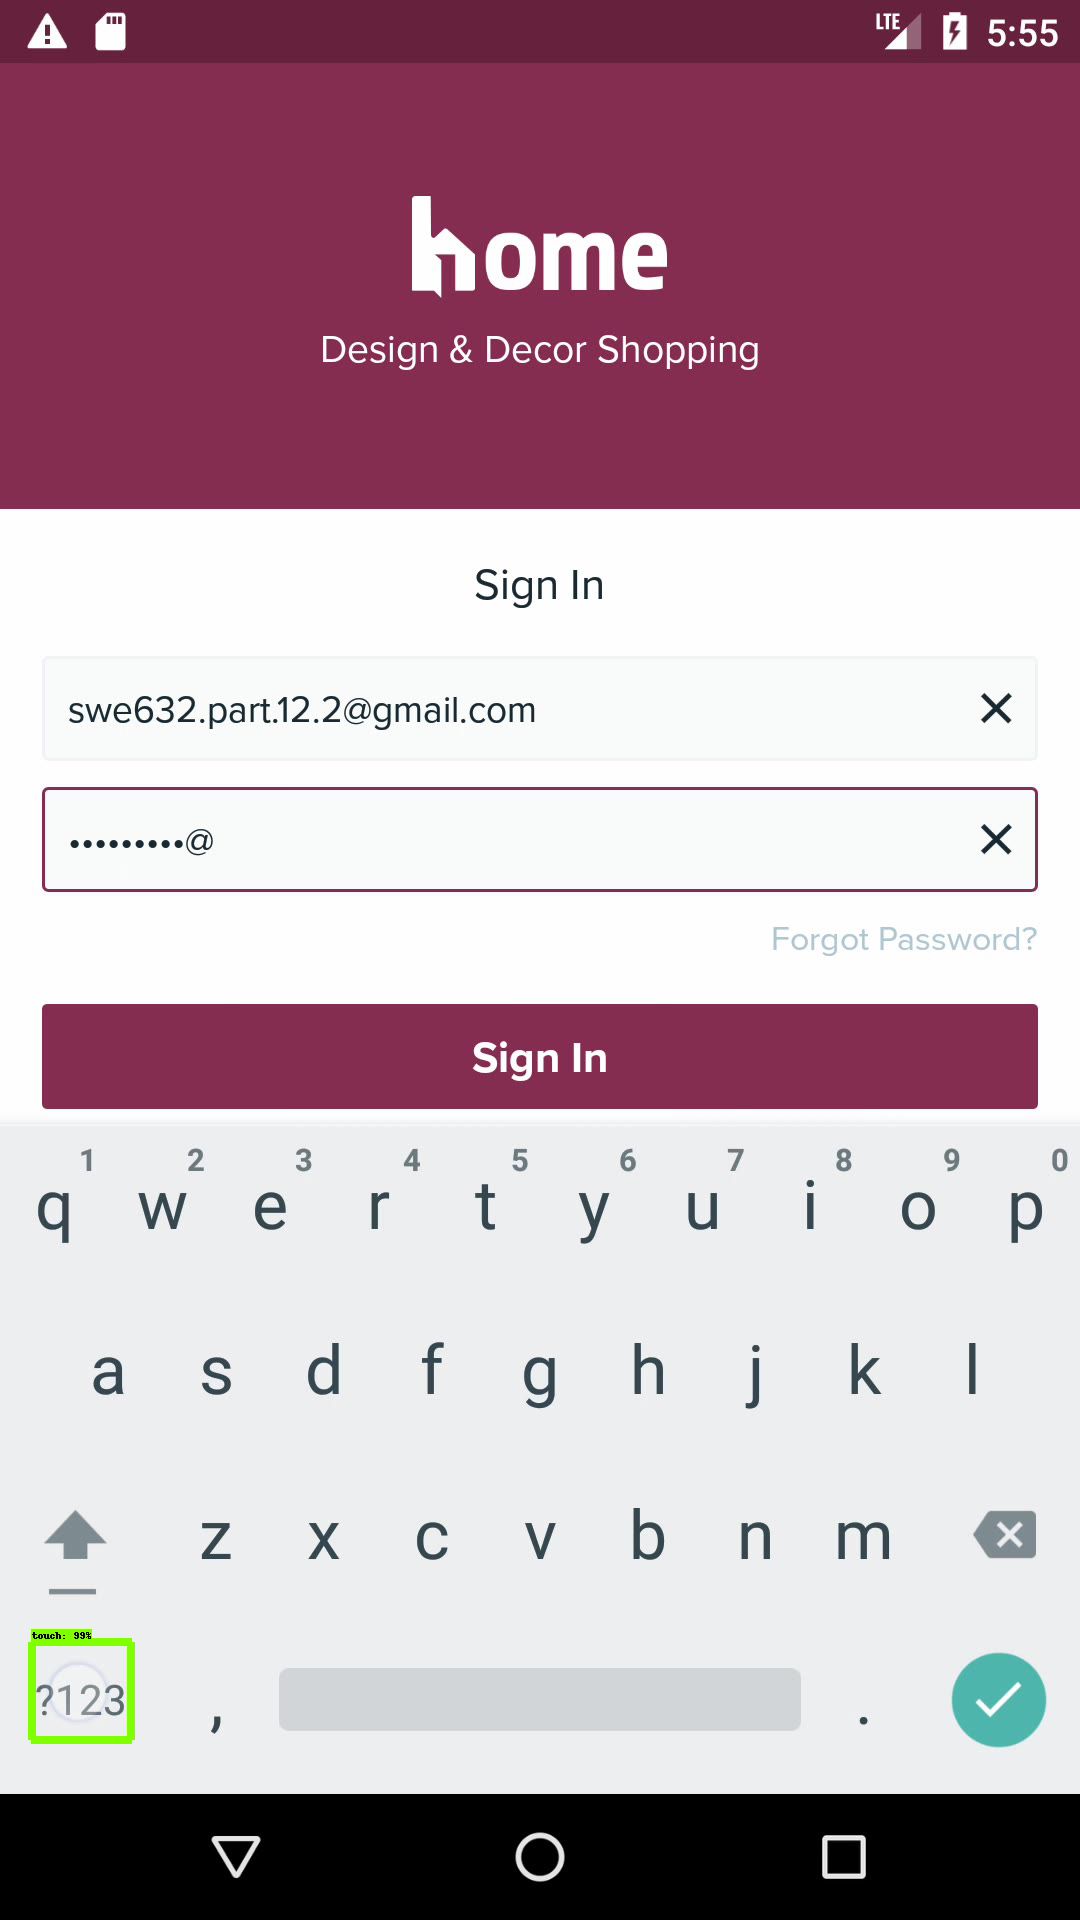 LTE 5:55
home
Design & Decor Shopping
Sign In
swe632.part.12.2@gmail.com
•••••••••@
Forgot Password?
Sign In
1 2 3 4 5 6 7 8 9 0
q w e r t y u i o p
a s d f g h j k l
z x c v b n m
touch: 99%
?123 , .